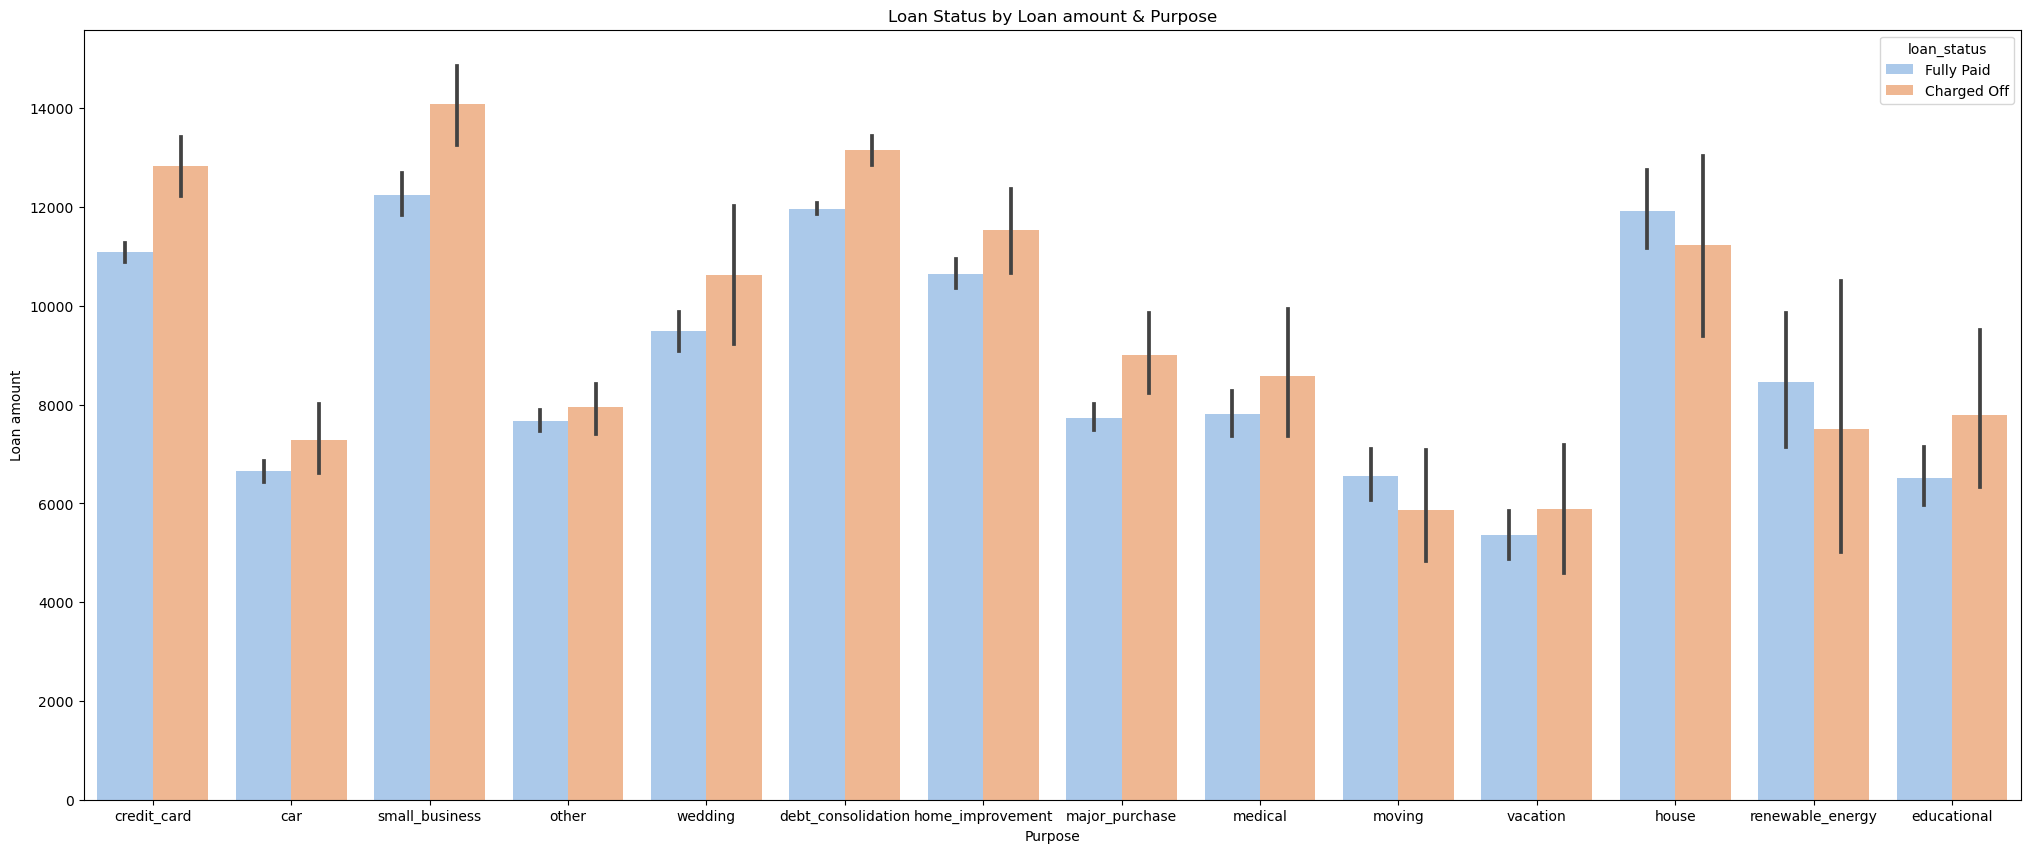 Loan Status by Loan amount & Purpose
loan_status
Fully Paid
Charged Off
Loan amount
14000
12000
10000
8000
6000
4000
2000
0
credit_card car small_business other wedding debt_consolidation home_improvement major_purchase medical moving vacation house renewable_energy educational
Purpose